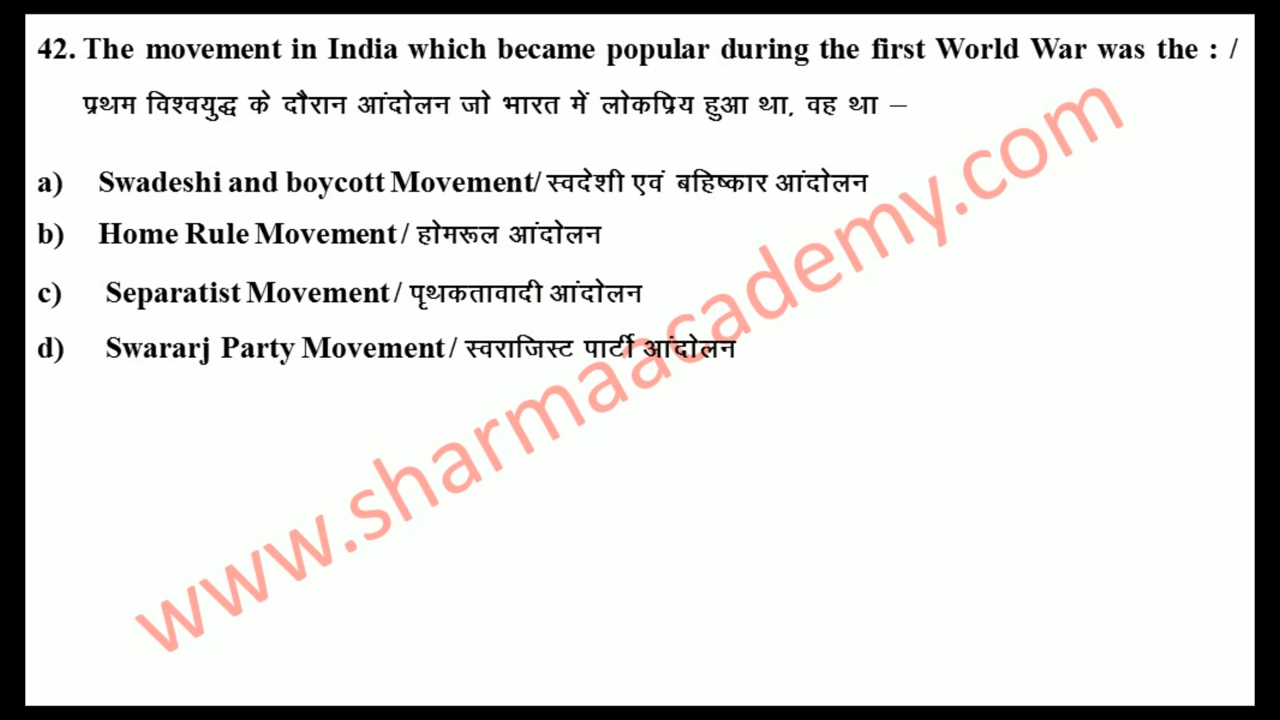 42. The movement in India which became popular during the first World War was the : /
प्रथम विश्वयुद्ध के दौरान आंदोलन जो भारत में लोकप्रिय हुआ था, वह था –
a) Swadeshi and boycott Movement/ स्वदेशी एवं बहिष्कार आंदोलन
b) Home Rule Movement / होमरूल आंदोलन
c) Separatist Movement / पृथकतावादी आंदोलन
d) Swararj Party Movement / स्वराजिस्ट पार्टी आंदोलन
www.sharmaacademy.com